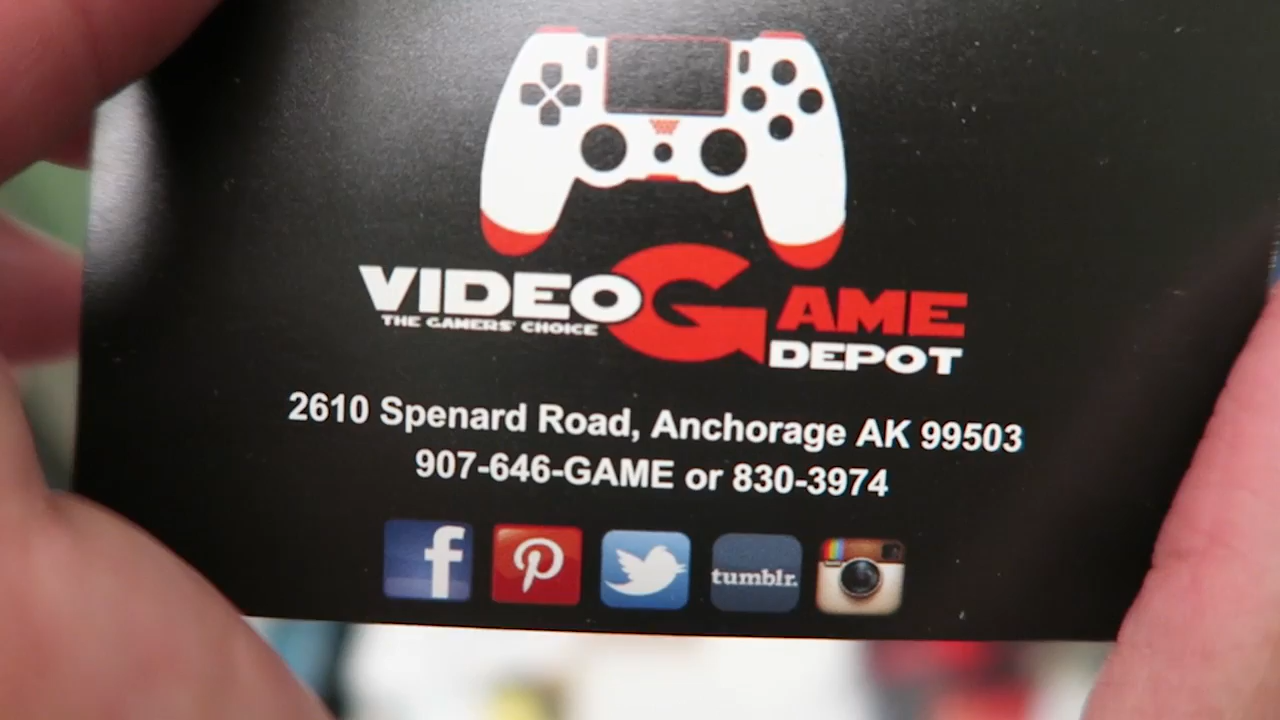 VIDEO GAME
THE GAMERS' CHOICE
DEPOT
2610 Spenard Road, Anchorage AK 99503
907-646-GAME or 830-3974
f
tumblr.